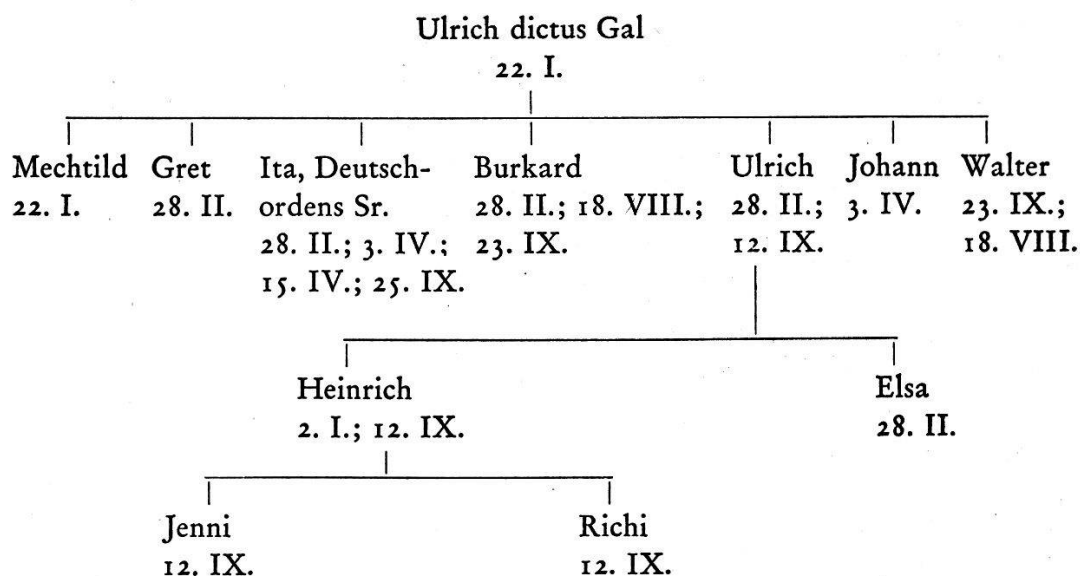 Ulrich dictus Gal
22. I.
Mechtild Gret Ita, Deutsch- Burkard Ulrich Johann Walter
22. I. 28. II. ordens Sr. 28. II.; 18. VIII.; 28. II.; 3. IV. 23. IX.;
28. II.; 3. IV.; 23. IX. 12. IX. 18. VIII.
15. IV.; 25. IX.
Heinrich Elsa
2. I.; 12. IX. 28. II.
Jenni Richi
12. IX. 12. IX.